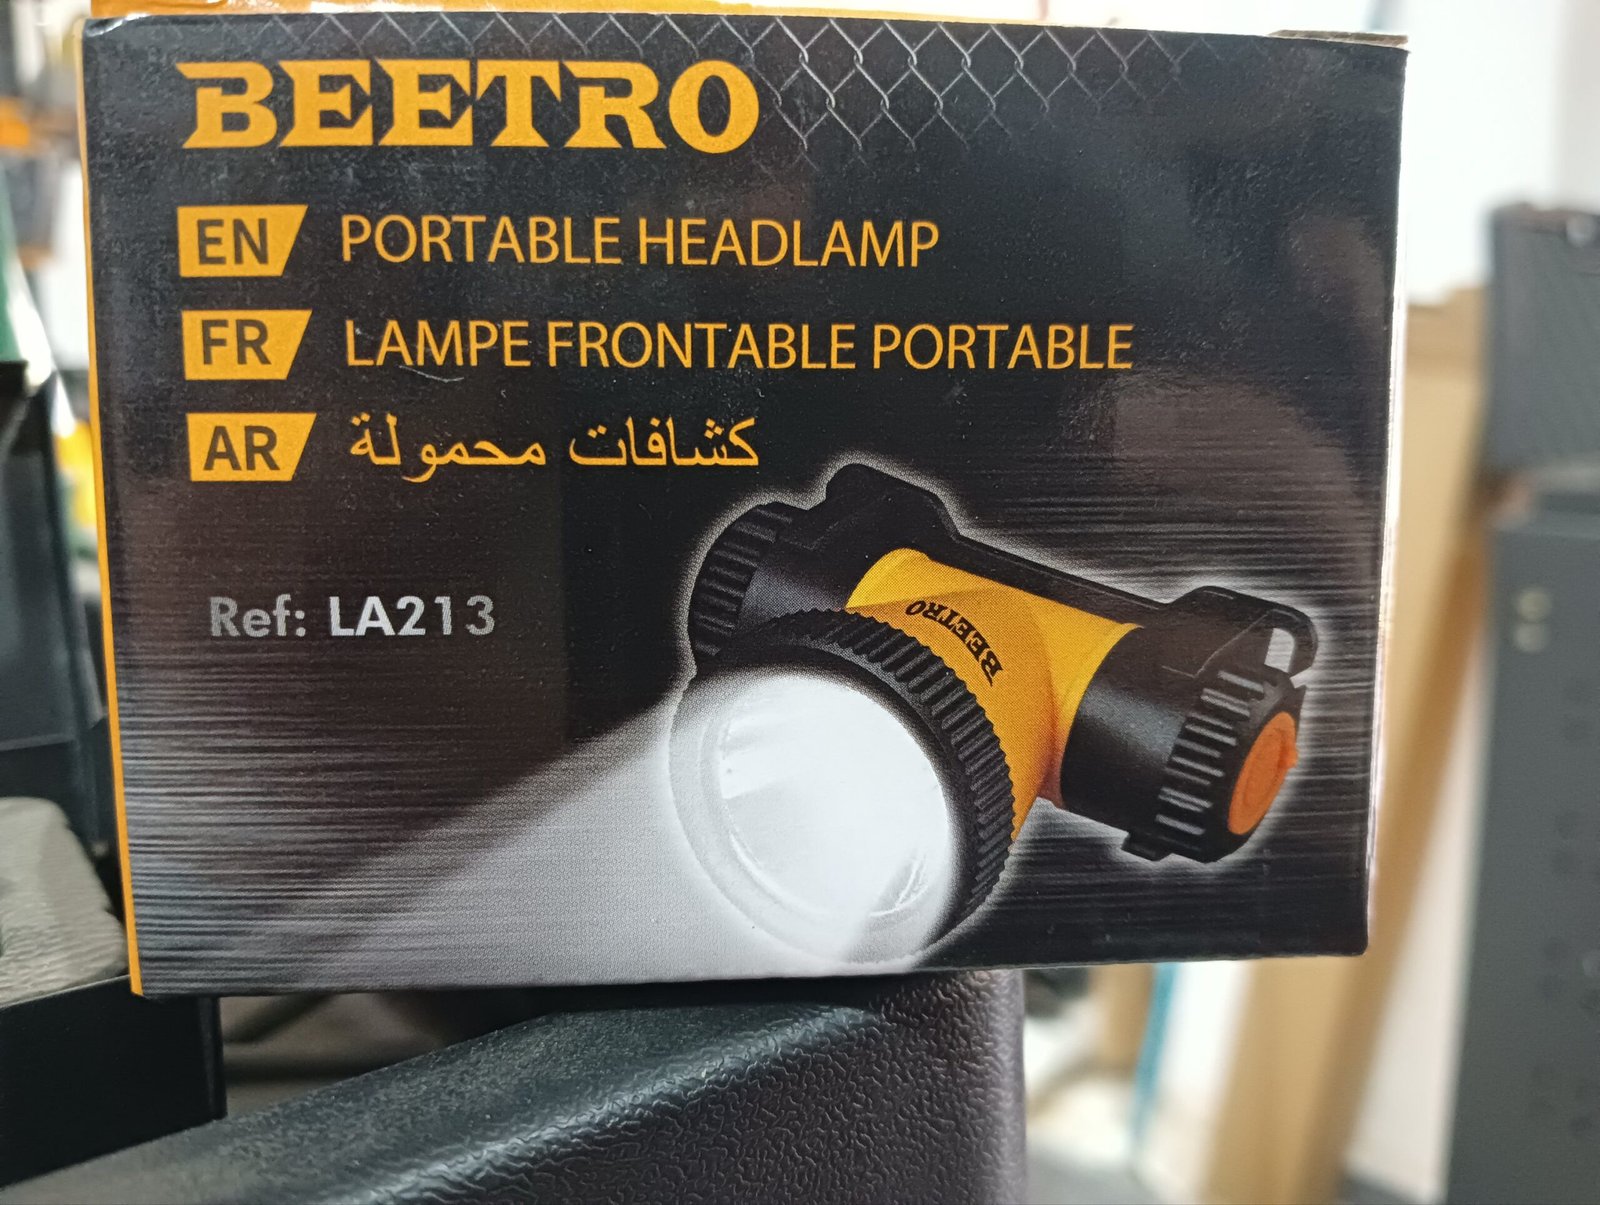 BEETRO
EN PORTABLE HEADLAMP
FR LAMPE FRONTABLE PORTABLE
AR كشافات محمولة
Ref: LA213
BEETRO